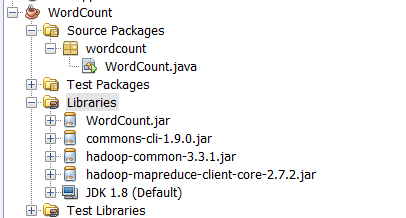 WordCount
Source Packages
wordcount
WordCount.java
Test Packages
Libraries
WordCount.jar
commons-cli-1.9.0.jar
hadoop-common-3.3.1.jar
hadoop-mapreduce-client-core-2.7.2.jar
JDK 1.8 (Default)
Test Libraries